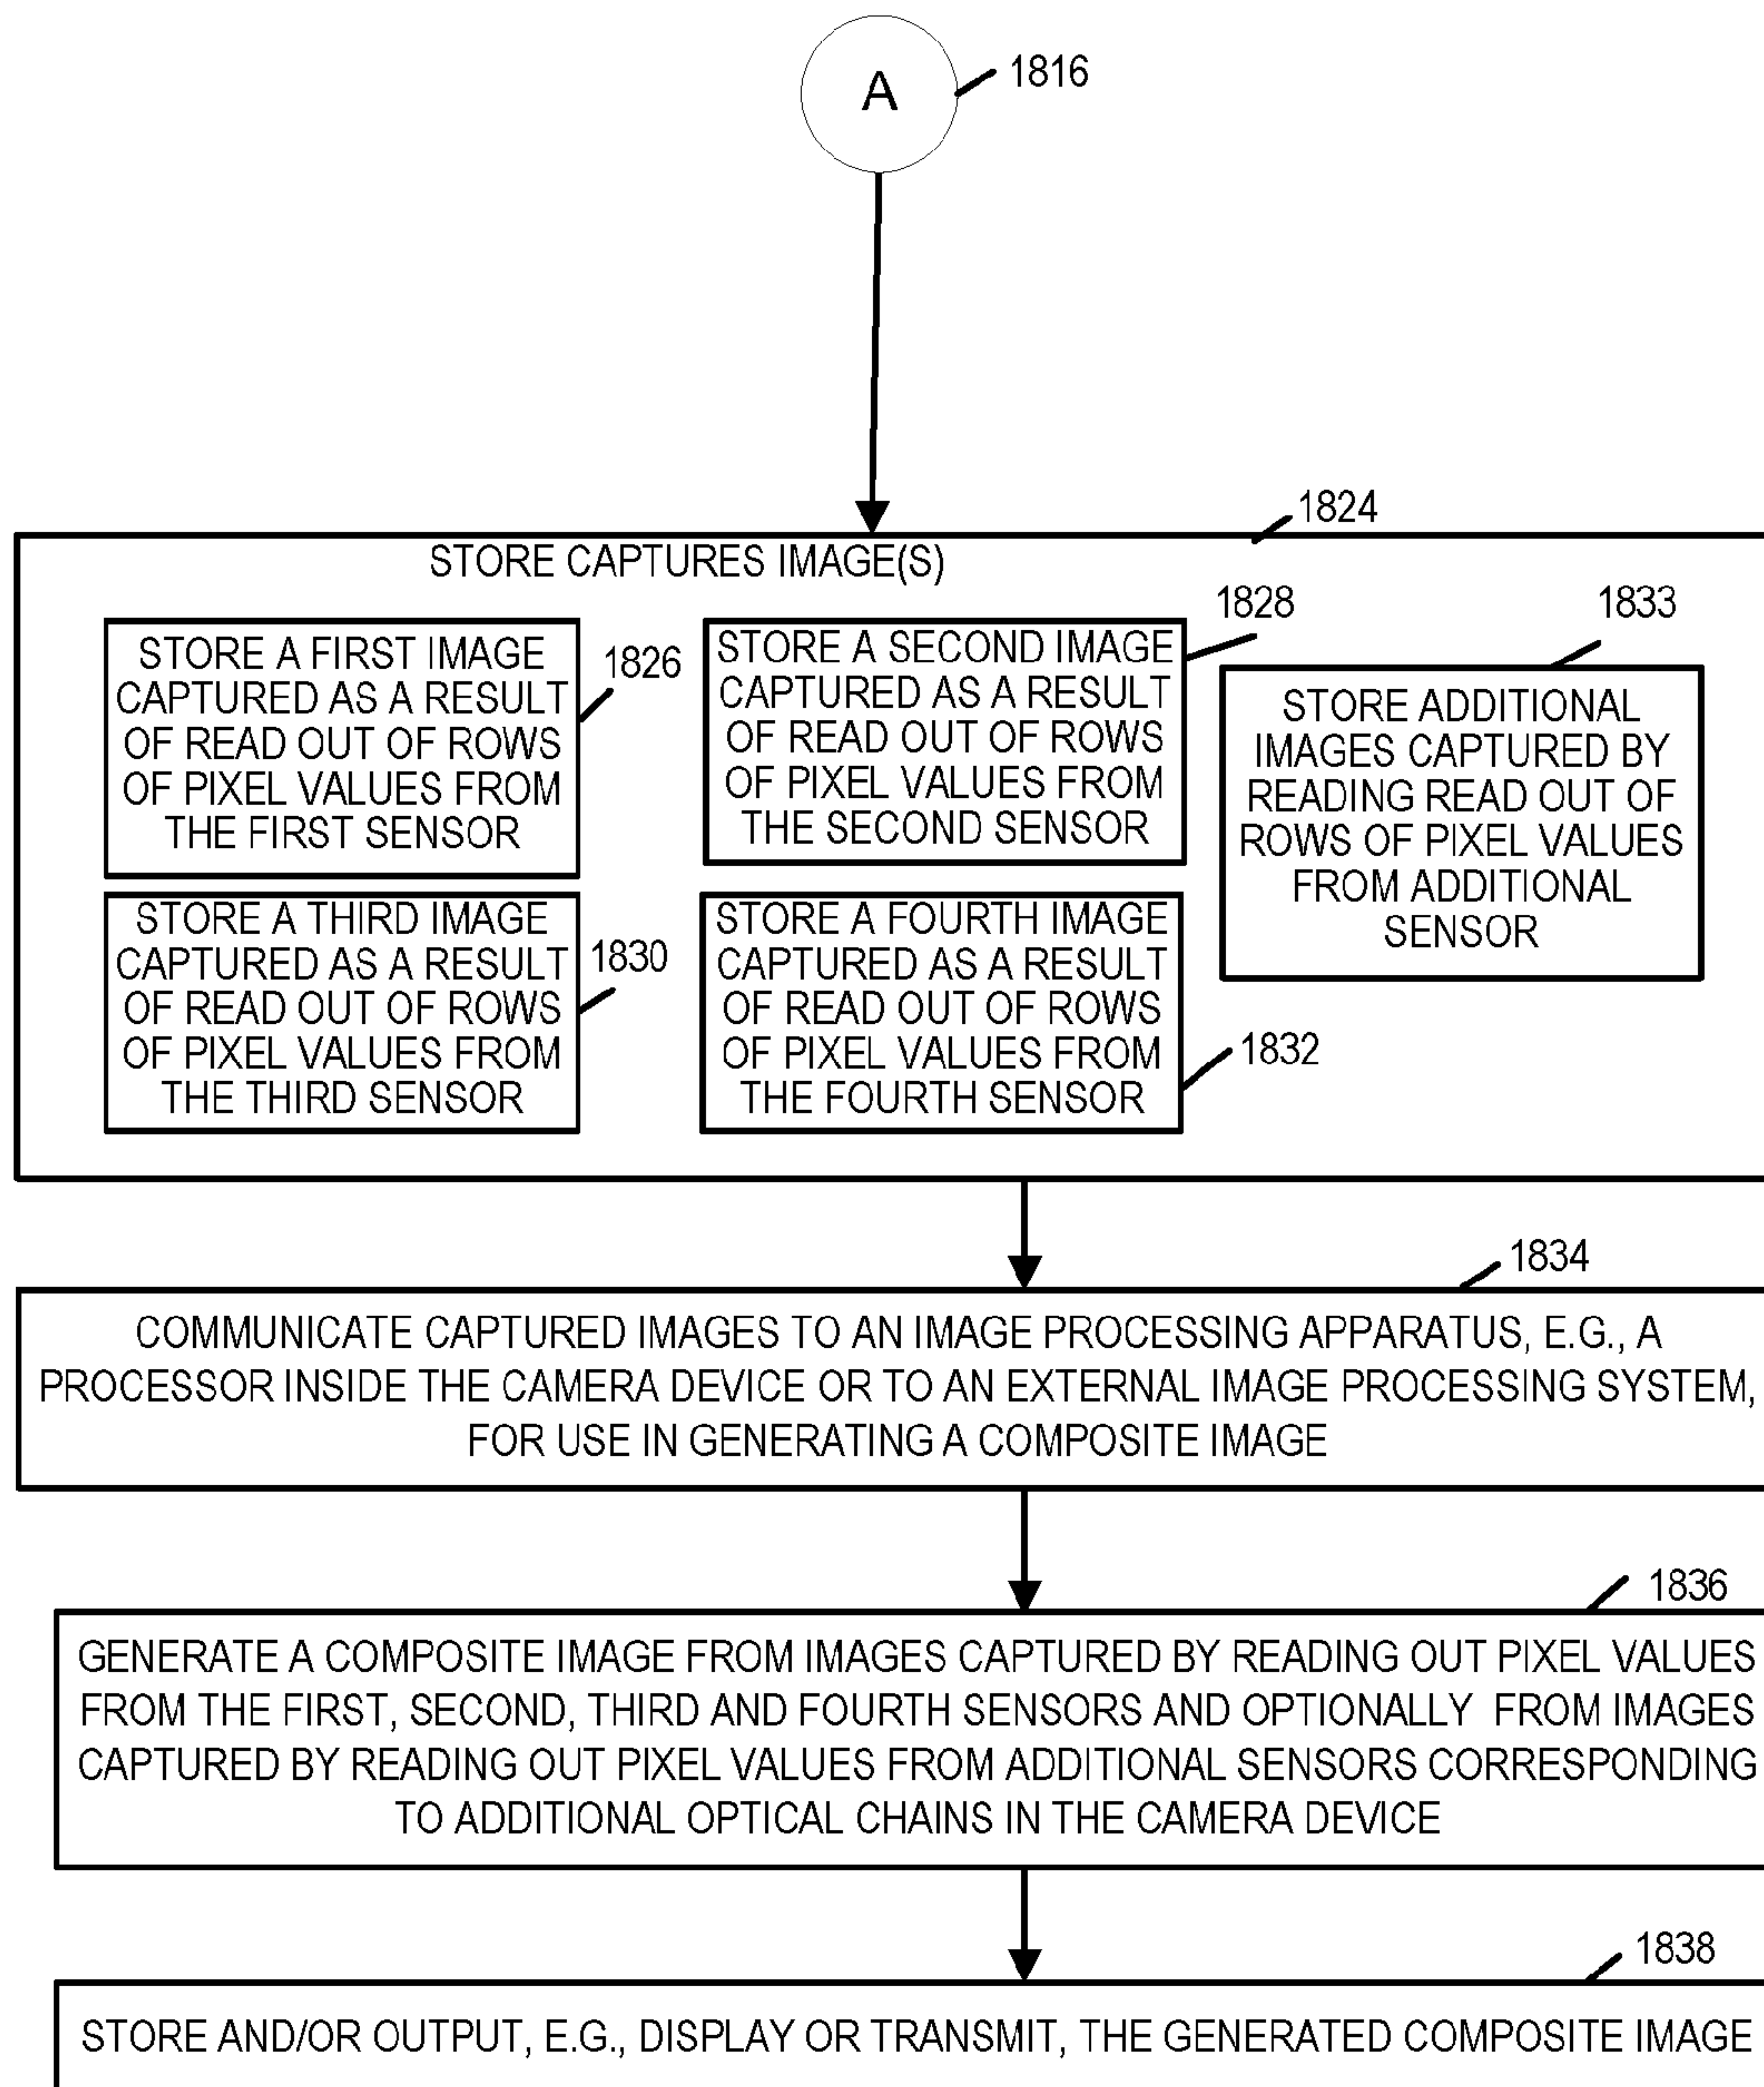 A
1816
1824
STORE CAPTURES IMAGE(S)
1826
STORE A FIRST IMAGE
CAPTURED AS A RESULT
OF READ OUT OF ROWS
OF PIXEL VALUES FROM
THE FIRST SENSOR
1828
STORE A SECOND IMAGE
CAPTURED AS A RESULT
OF READ OUT OF ROWS
OF PIXEL VALUES FROM
THE SECOND SENSOR
1833
STORE ADDITIONAL
IMAGES CAPTURED BY
READING READ OUT OF
ROWS OF PIXEL VALUES
FROM ADDITIONAL
SENSOR
1830
STORE A THIRD IMAGE
CAPTURED AS A RESULT
OF READ OUT OF ROWS
OF PIXEL VALUES FROM
THE THIRD SENSOR
STORE A FOURTH IMAGE
CAPTURED AS A RESULT
OF READ OUT OF ROWS
OF PIXEL VALUES FROM
THE FOURTH SENSOR
1832
1834
COMMUNICATE CAPTURED IMAGES TO AN IMAGE PROCESSING APPARATUS, E.G., A
PROCESSOR INSIDE THE CAMERA DEVICE OR TO AN EXTERNAL IMAGE PROCESSING SYSTEM,
FOR USE IN GENERATING A COMPOSITE IMAGE
1836
GENERATE A COMPOSITE IMAGE FROM IMAGES CAPTURED BY READING OUT PIXEL VALUES
FROM THE FIRST, SECOND, THIRD AND FOURTH SENSORS AND OPTIONALLY FROM IMAGES
CAPTURED BY READING OUT PIXEL VALUES FROM ADDITIONAL SENSORS CORRESPONDING
TO ADDITIONAL OPTICAL CHAINS IN THE CAMERA DEVICE
1838
STORE AND/OR OUTPUT, E.G., DISPLAY OR TRANSMIT, THE GENERATED COMPOSITE IMAGE